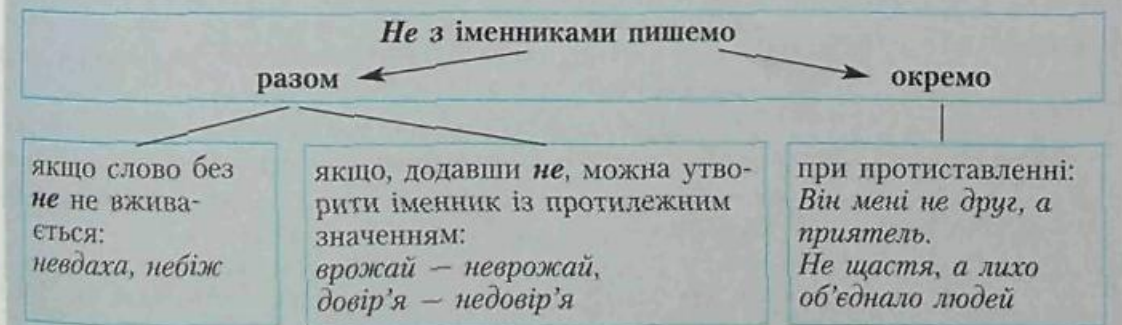 Не з іменниками пишемо
разом
окремо
якщо слово без
не не вжива-
ється:
невдаха, небіж
якщо, додавши не, можна утво-
рити іменник із протилежним
значенням:
врожай — неврожай,
довір’я — недовір’я
при протиставленні:
Він мені не друг, а
приятель.
Не щастя, а лихо
об’єднало людей